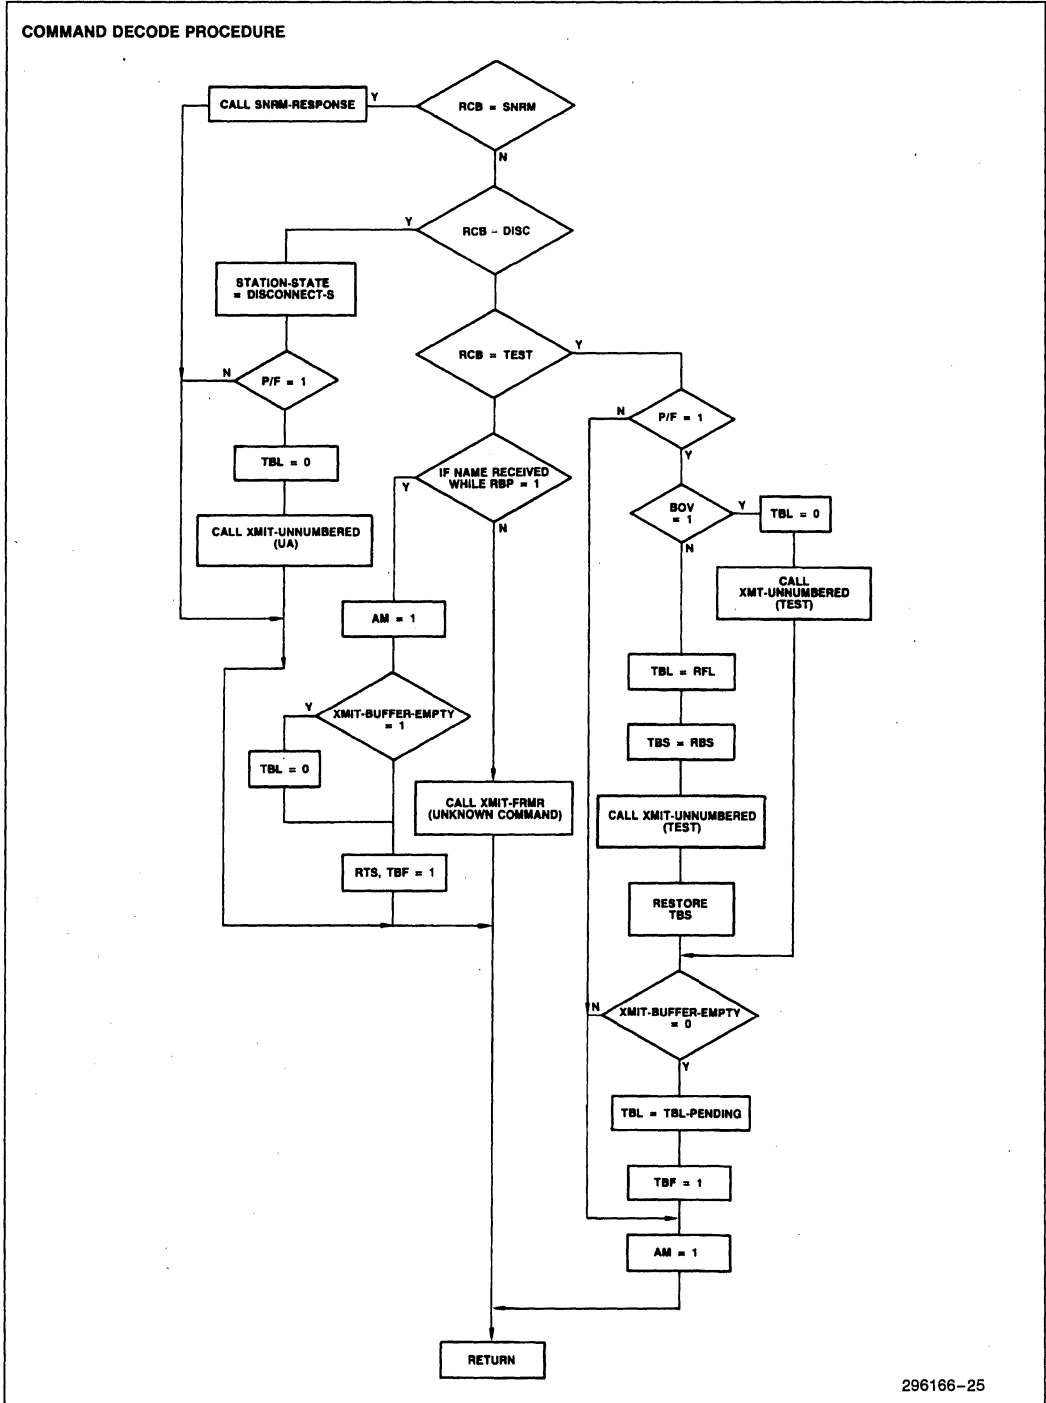 COMMAND DECODE PROCEDURE
CALL SNRM-RESPONSE
Y
RCB = SNRM
N
Y
RCB - DISC
STATION-STATE
= DISCONNECT-S
RCB = TEST
Y
N
P/F = 1
N
P/F = 1
Y
TBL = 0
IF NAME RECEIVED
WHILE RBP = 1
Y
N
BOV
= 1
Y
TBL = 0
N
CALL XMIT-UNNUMBERED
(UA)
CALL
XMT-UNNUMBERED
(TEST)
AM = 1
TBL = RFL
Y
XMIT-BUFFER-EMPTY
= 1
TBS = RBS
TBL = 0
CALL XMIT-FRMR
(UNKNOWN COMMAND)
CALL XMIT-UNNUMBERED
(TEST)
RTS, TBF = 1
RESTORE
TBS
N
XMIT-BUFFER-EMPTY
= 0
Y
TBL = TBL-PENDING
TBF = 1
AM = 1
RETURN
296166-25